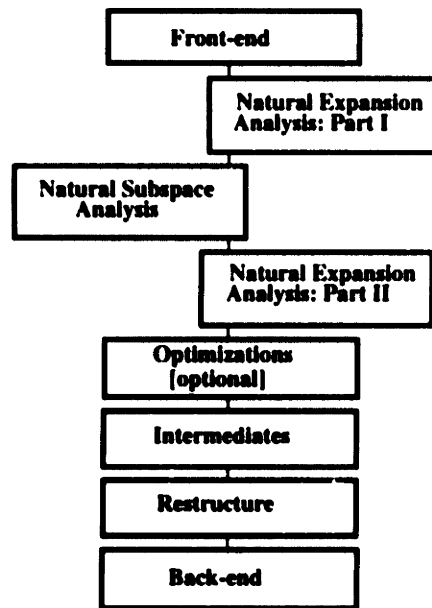 Front-end
Natural Expansion
Analysis: Part I
Natural Subspace
Analysis
Natural Expansion
Analysis: Part II
Optimizations
[optional]
Intermediates
Restructure
Back-end